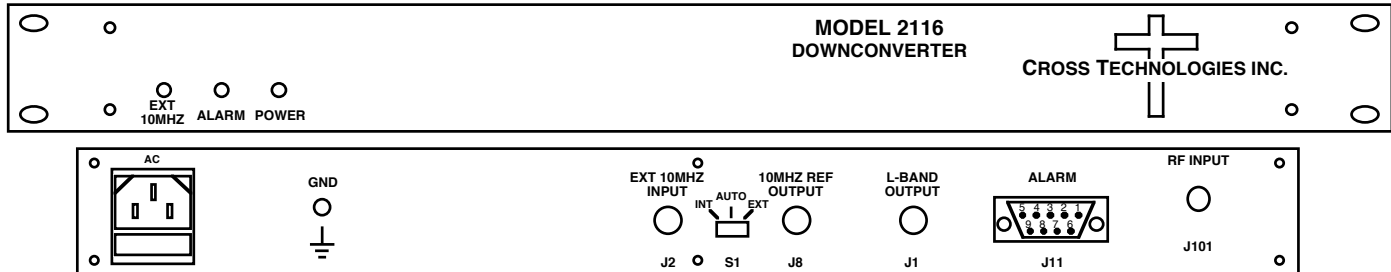 MODEL 2116
DOWNCONVERTER
CROSS TECHNOLOGIES INC.
EXT
10MHZ
ALARM
POWER
AC
GND
EXT 10MHZ
INPUT
J2
INT
AUTO
EXT
S1
10MHZ REF
OUTPUT
J8
L-BAND
OUTPUT
J1
ALARM
5 4 3 2 1
9 8 7 6
J11
RF INPUT
J101